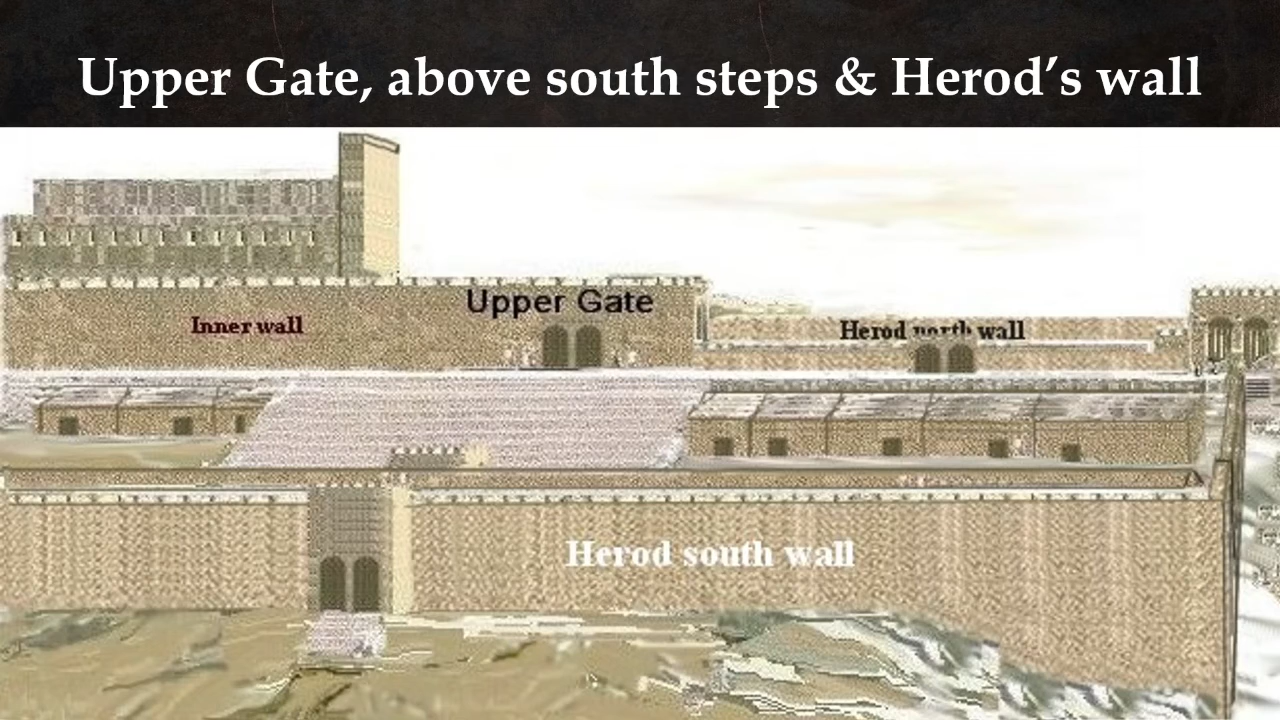 Upper Gate, above south steps & Herod’s wall
Upper Gate
Inner wall
Herod north wall
Herod south wall